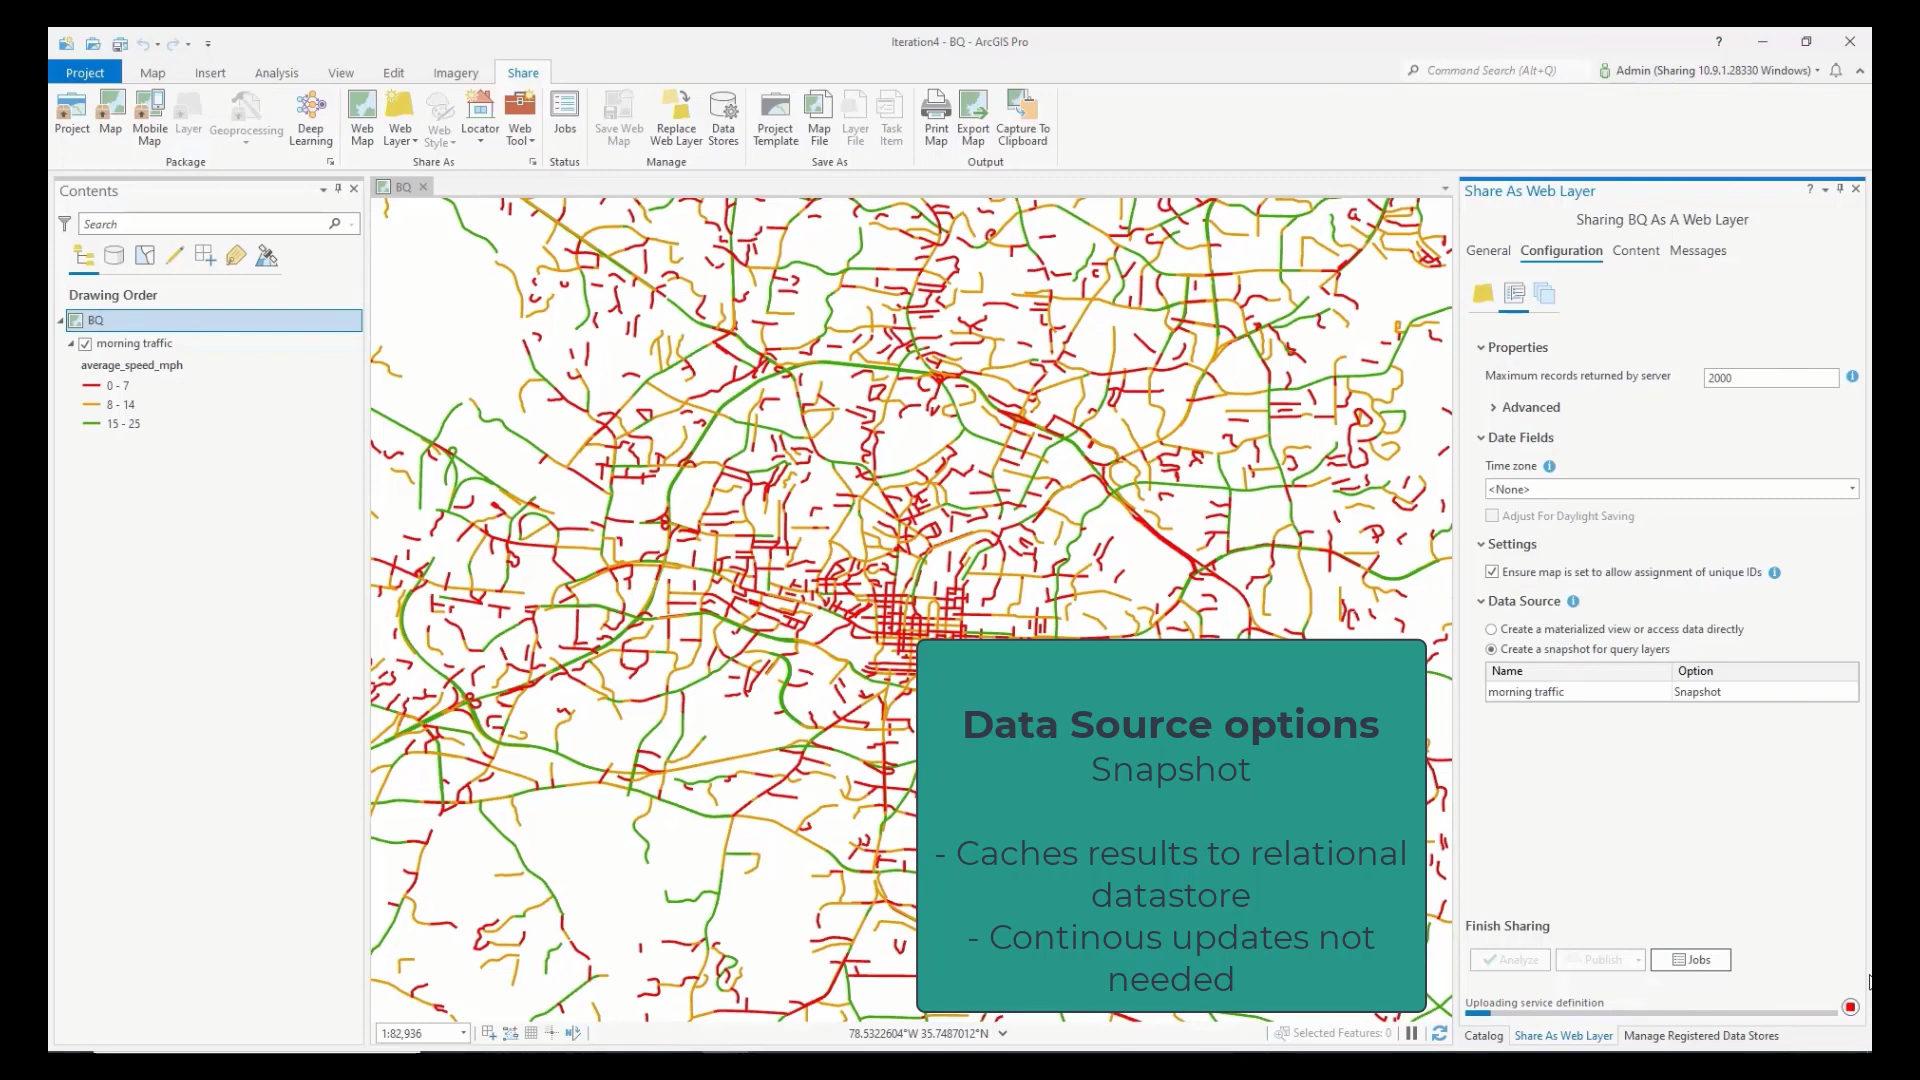 Iteration4 - BQ - ArcGIS Pro
?
Project Map Insert Analysis View Edit Imagery Share
Command Search (Alt+Q)
Admin (Sharing 10.9.1.28330 Windows)
Project
Map
Mobile Map
Layer
Geoprocessing
Deep Learning
Package
Web Map
Web Layer
Web Style
Locator
Web Tool
Share As
Jobs
Status
Save Web Map
Replace Web Layer
Data Stores
Manage
Project Template
Map File
Layer File
Task Item
Save As
Print Map
Export Map
Capture To Clipboard
Output
Contents
Search
Drawing Order
BQ
morning traffic
average_speed_mph
0 - 7
8 - 14
15 - 25
BQ
Data Source options
Snapshot
- Caches results to relational
datastore
- Continous updates not
needed
1:82,936
78.5322604°W 35.7487012°N
Selected Features: 0
Share As Web Layer
?
Sharing BQ As A Web Layer
General Configuration Content Messages
Properties
Maximum records returned by server 2000
Advanced
Date Fields
Time zone
<None>
Adjust For Daylight Saving
Settings
Ensure map is set to allow assignment of unique IDs
Data Source
Create a materialized view or access data directly
Create a snapshot for query layers
Name Option
morning traffic Snapshot
Finish Sharing
Analyze Publish Jobs
Uploading service definition
Catalog Share As Web Layer Manage Registered Data Stores